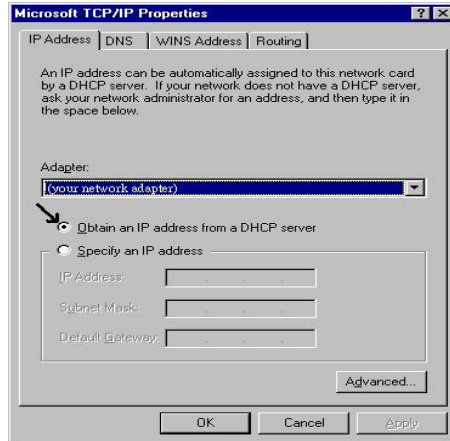 Microsoft TCP/IP Properties
? X
IP Address DNS WINS Address Routing
An IP address can be automatically assigned to this network card
by a DHCP server. If your network does not have a DHCP server,
ask your network administrator for an address, and then type it in
the space below.
Adapter:
(your network adapter)
Obtain an IP address from a DHCP server
Specify an IP address
IP Address:
Subnet Mask:
Default Gateway:
Advanced...
OK Cancel Apply